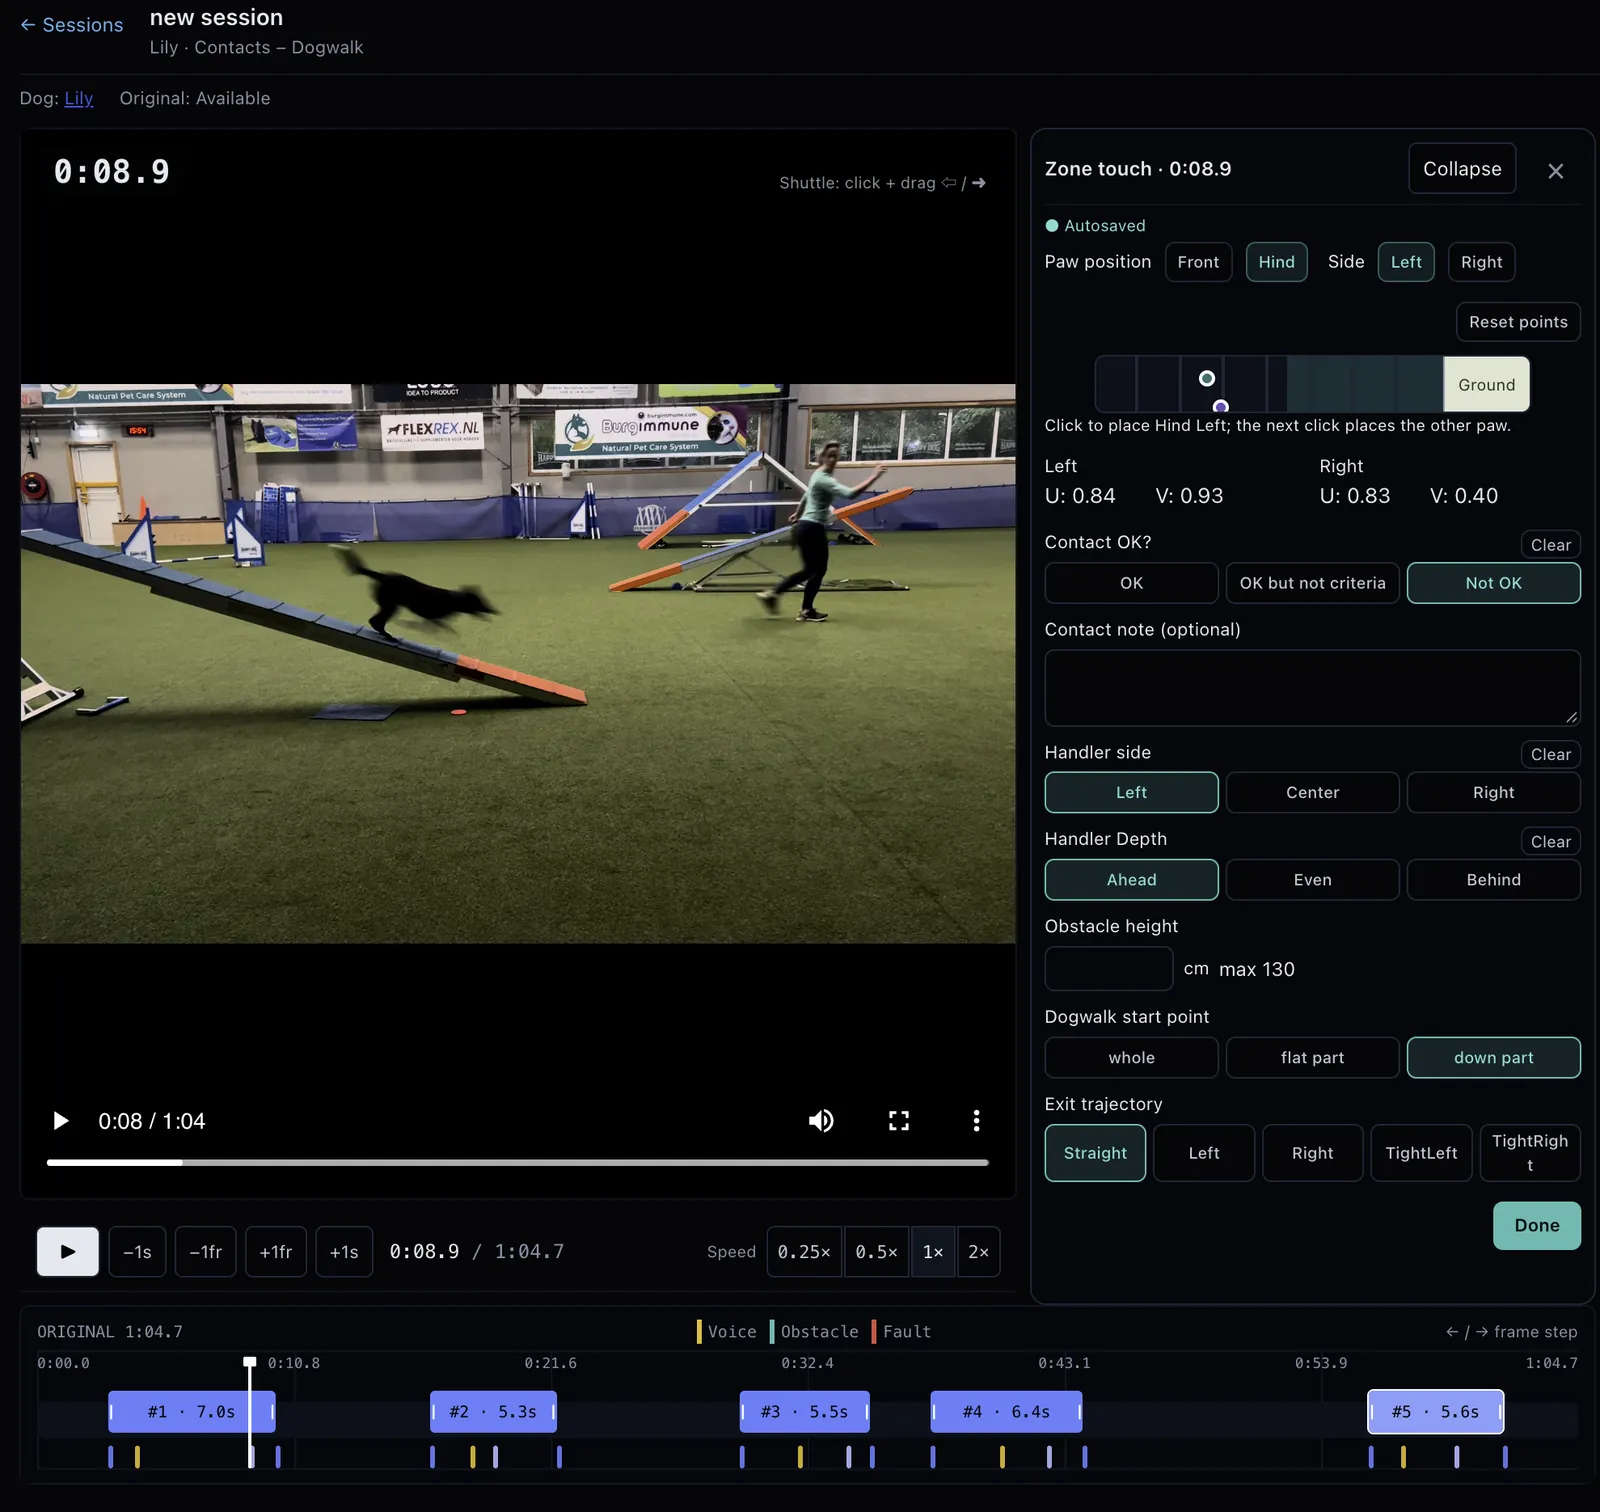 ← Sessions
new session
Lily · Contacts – Dogwalk
Dog: Lily Original: Available
0:08.9
Shuttle: click + drag ⇦ / ➜
Natural Pet Care System
IDEA TO PRODUCT
15:54
FLEXREX.NL
burgimmune.com
Burgimmune
Natural Pet Care System
0:08 / 1:04
Zone touch · 0:08.9
Collapse
×
Autosaved
Paw position Front Hind Side Left Right
Reset points
Ground
Click to place Hind Left; the next click places the other paw.
Left Right
U: 0.84 V: 0.93 U: 0.83 V: 0.40
Contact OK? Clear
OK OK but not criteria Not OK
Contact note (optional)
Handler side Clear
Left Center Right
Handler Depth Clear
Ahead Even Behind
Obstacle height
cm max 130
Dogwalk start point
whole flat part down part
Exit trajectory
Straight Left Right TightLeft TightRigh
t
Done
−1s −1fr +1fr +1s 0:08.9 / 1:04.7 Speed 0.25× 0.5× 1× 2×
ORIGINAL 1:04.7 Voice Obstacle Fault ← / → frame step
0:00.0 0:10.8 0:21.6 0:32.4 0:43.1 0:53.9 1:04.7
#1 · 7.0s #2 · 5.3s #3 · 5.5s #4 · 6.4s #5 · 5.6s